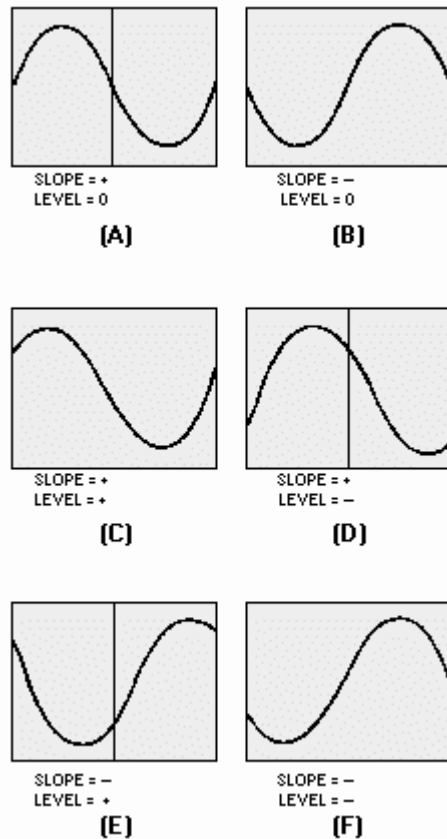 SLOPE = +
LEVEL = 0
(A)
SLOPE = –
LEVEL = 0
(B)
SLOPE = +
LEVEL = +
(C)
SLOPE = +
LEVEL = –
(D)
SLOPE = –
LEVEL = +
(E)
SLOPE = –
LEVEL = –
(F)